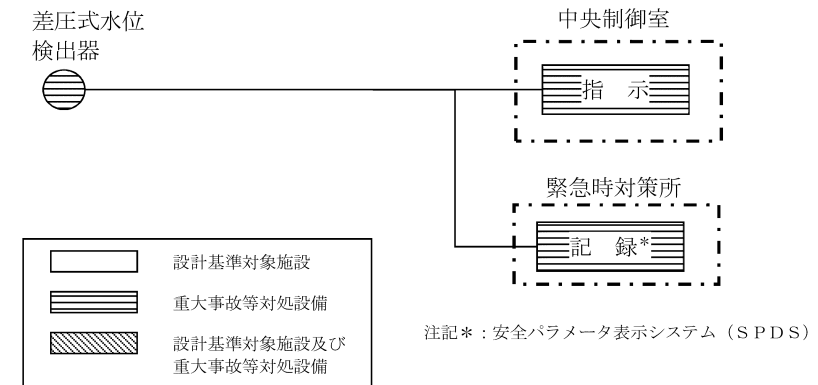 差圧式水位
検出器
中央制御室
指　示
緊急時対策所
記　録*
設計基準対象施設
重大事故等対処設備
設計基準対象施設及び
重大事故等対処設備
注記＊：安全パラメータ表示システム（ＳＰＤＳ）